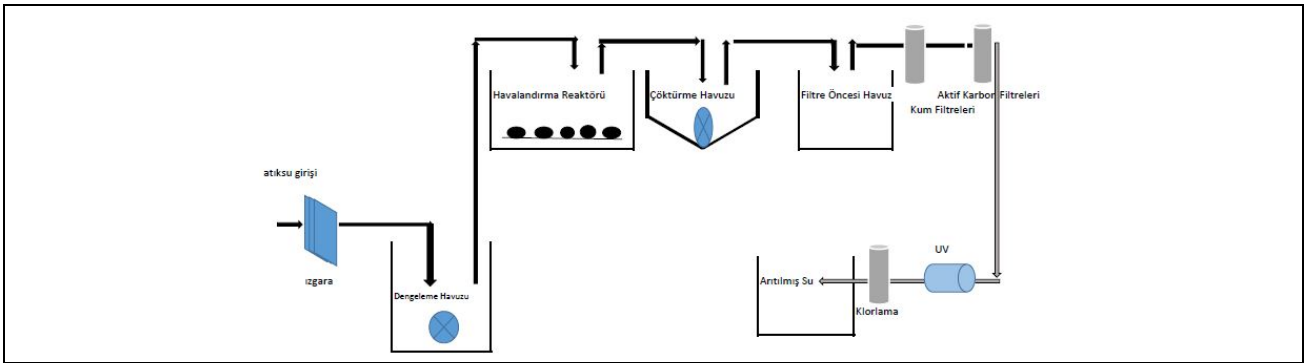 atıksu girişi
ızgara
Dengeleme Havuzu
Havalandırma Reaktörü
Çöktürme Havuzu
Filtre Öncesi Havuz
Kum Filtreleri
Aktif Karbon Filtreleri
UV
Klorlama
Arıtılmış Su